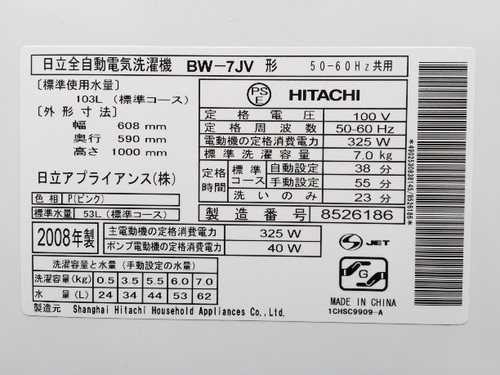 日立全自動電気洗濯機 BW-7JV 形 50-60Hz共用
〔標準使用水量〕
103L (標準コース)
〔外形寸法〕
幅 608 mm
奥行 590 mm
高さ 1000 mm
日立アプライアンス(株)
色相 P(ピンク)
標準水量 53L(標準コース)
2008年製
PS
E
HITACHI
定格電圧 100 V
定格周波数 50-60 Hz
電動機の定格消費電力 325 W
標準洗濯容量 7.0 kg
定格時間 標準コース 自動設定 38 分
手動設定 55 分
洗いのみ 23 分
製造番号 8526186
主電動機の定格消費電力 325 W
ポンプ電動機の定格消費電力 40 W
S JET
洗濯容量と水量 (手動設定の水量)
容量(kg) 0.5 3.5 4.5 6.0 7.0
水量(L) 24 34 44 53 62
製造元 Shanghai Hitachi Household Appliances Co.,Ltd.
G
MADE IN CHINA
1CHSC9909-A